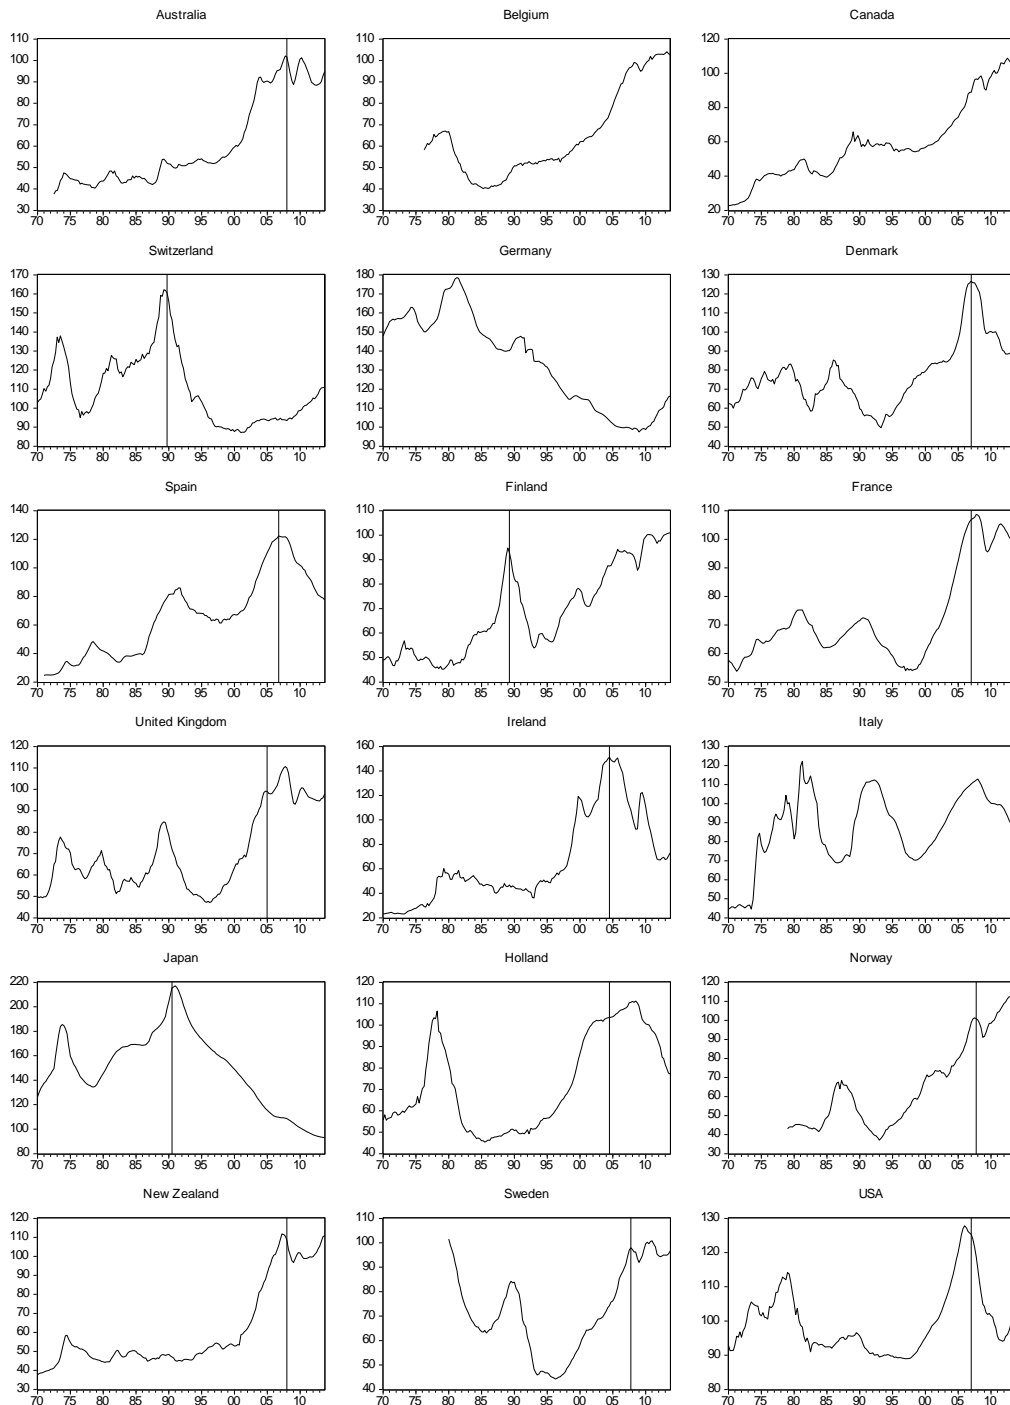 Australia Belgium Canada
110 110 120
100 100
90 90 100
80 80
80
70 70
60 60 60
50 50
40
40 40
30 30 20
70 75 80 85 90 95 00 05 10 70 75 80 85 90 95 00 05 10 70 75 80 85 90 95 00 05 10
Switzerland Germany Denmark
170 180 130
160 170 120
150 160 110
140 150 100
130 140 90
120 130 80
110 120 70
100 110 60
90 100 50
80 90 40
70 75 80 85 90 95 00 05 10 70 75 80 85 90 95 00 05 10 70 75 80 85 90 95 00 05 10
Spain Finland France
140 110 110
120 100 100
100 90 90
80 80
80
70
60 70
60
40 50 60
20 40 50
70 75 80 85 90 95 00 05 10 70 75 80 85 90 95 00 05 10 70 75 80 85 90 95 00 05 10
United Kingdom Ireland Italy
120 160 130
110 140 120
100 120 110
90 100 100
80 90
80 80
70
60 60 70
60
50 40 50
40 20 40
70 75 80 85 90 95 00 05 10 70 75 80 85 90 95 00 05 10 70 75 80 85 90 95 00 05 10
Japan Holland Norway
220 120 120
200 110 110
180 100 100
90 90
160 80 80
140 70 70
120 60 60
50
100 50 40
80 40 30
70 75 80 85 90 95 00 05 10 70 75 80 85 90 95 00 05 10 70 75 80 85 90 95 00 05 10
New Zealand Sweden USA
120 110 130
110 100
100 90 120
90
80 80 110
70 70
60 60 100
50 90
40 50
30 40 80
70 75 80 85 90 95 00 05 10 70 75 80 85 90 95 00 05 10 70 75 80 85 90 95 00 05 10